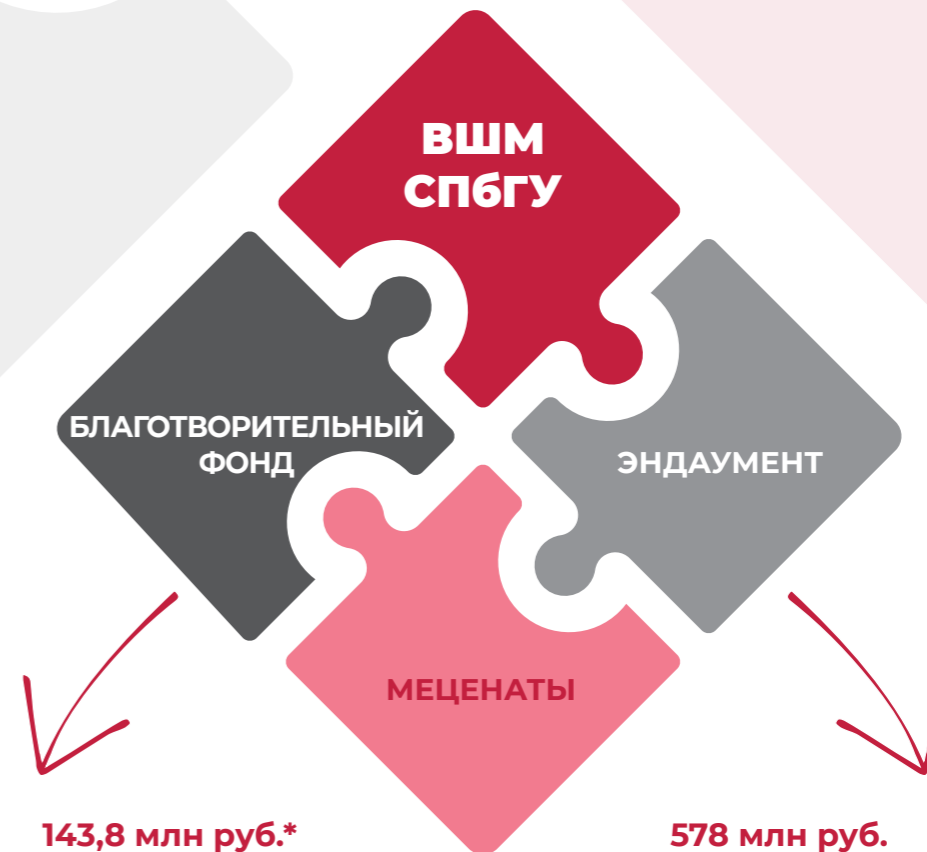 ВШМ
СПбГУ
БЛАГОТВОРИТЕЛЬНЫЙ
ФОНД
ЭНДАУМЕНТ
МЕЦЕНАТЫ
143,8 млн руб.*
578 млн руб.